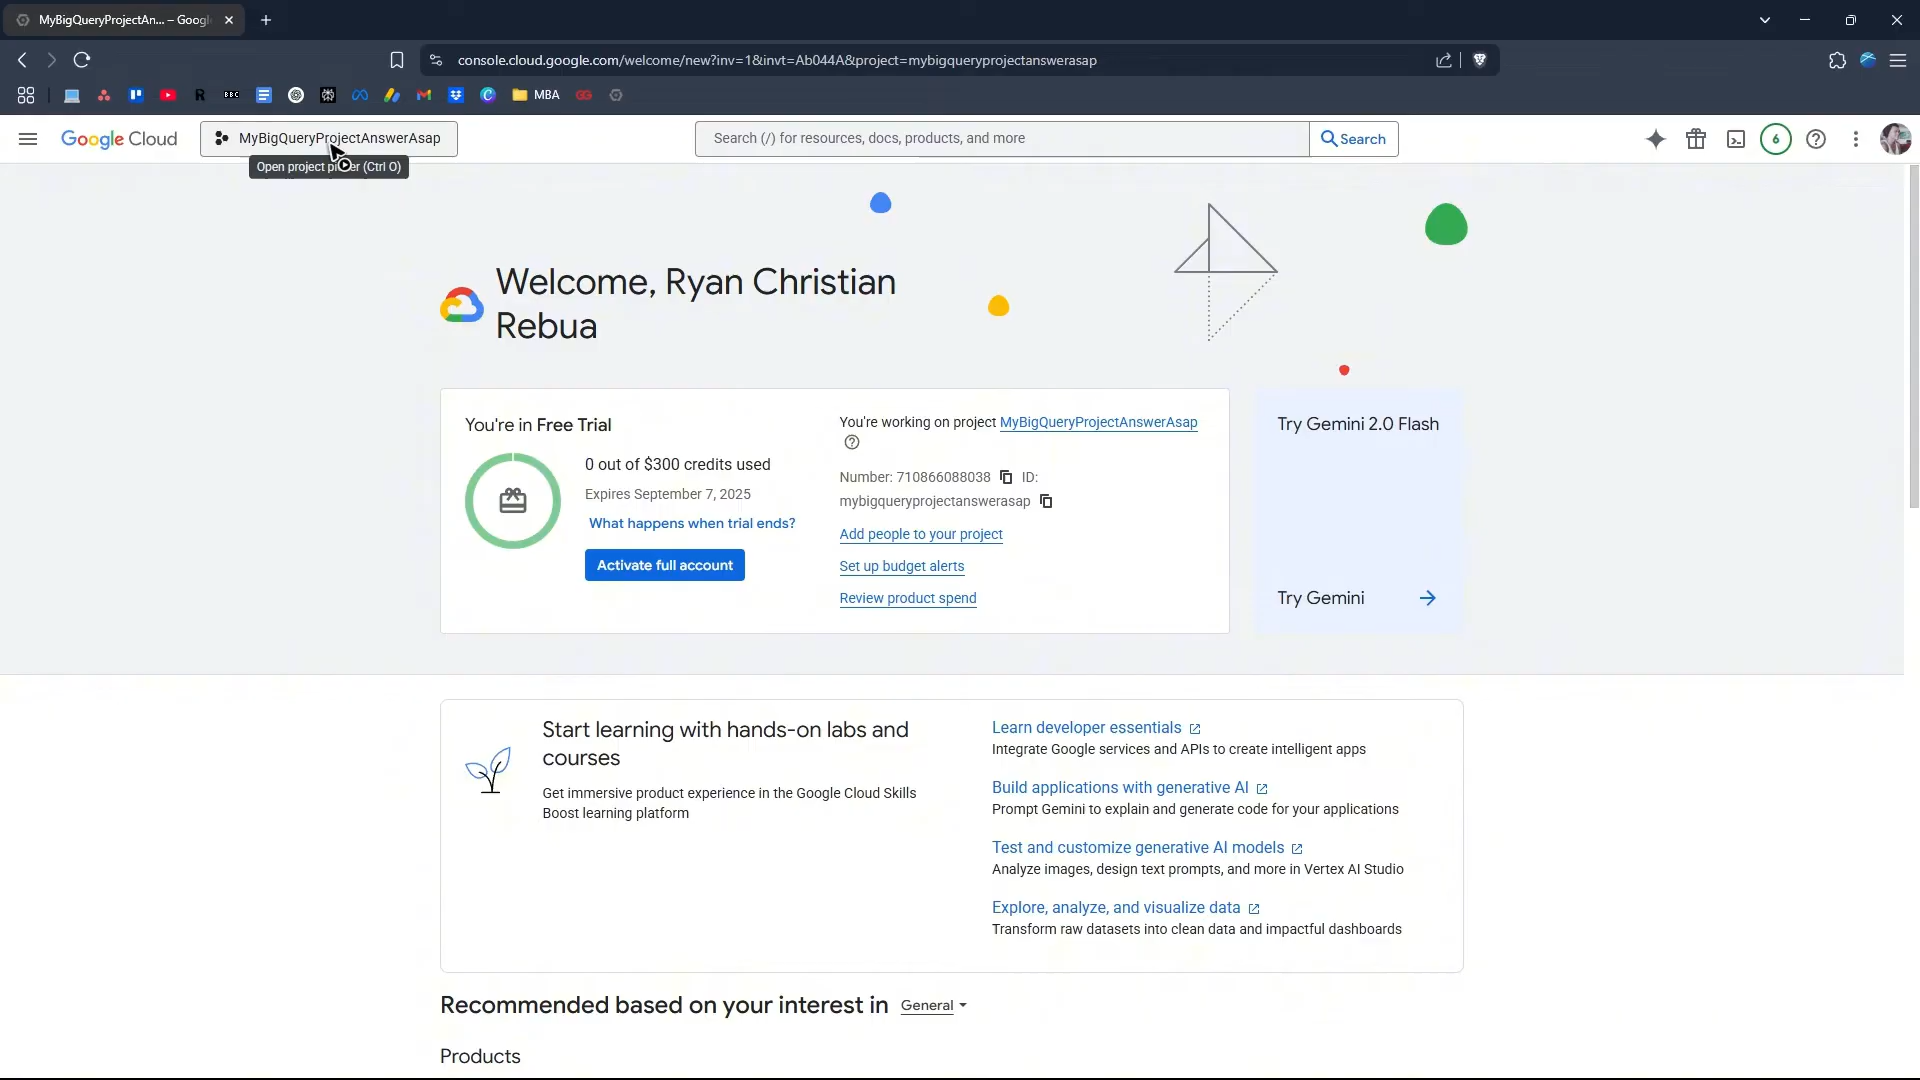 MyBigQueryProjectAn... – Googl
console.cloud.google.com/welcome/new?inv=1&invt=Ab044A&project=mybigqueryprojectanswerasap
BBC
MBA
Google Cloud
MyBigQueryProjectAnswerAsap
Search (/) for resources, docs, products, and more
Search
6
Open project picker (Ctrl O)
Welcome, Ryan Christian
Rebua
You're in Free Trial
0 out of $300 credits used
Expires September 7, 2025
What happens when trial ends?
Activate full account
You're working on project MyBigQueryProjectAnswerAsap
Number: 710866088038 ID:
mybigqueryprojectanswerasap
Add people to your project
Set up budget alerts
Review product spend
Try Gemini 2.0 Flash
Try Gemini
Start learning with hands-on labs and
courses
Get immersive product experience in the Google Cloud Skills
Boost learning platform
Learn developer essentials
Integrate Google services and APIs to create intelligent apps
Build applications with generative AI
Prompt Gemini to explain and generate code for your applications
Test and customize generative AI models
Analyze images, design text prompts, and more in Vertex AI Studio
Explore, analyze, and visualize data
Transform raw datasets into clean data and impactful dashboards
Recommended based on your interest in General
Products